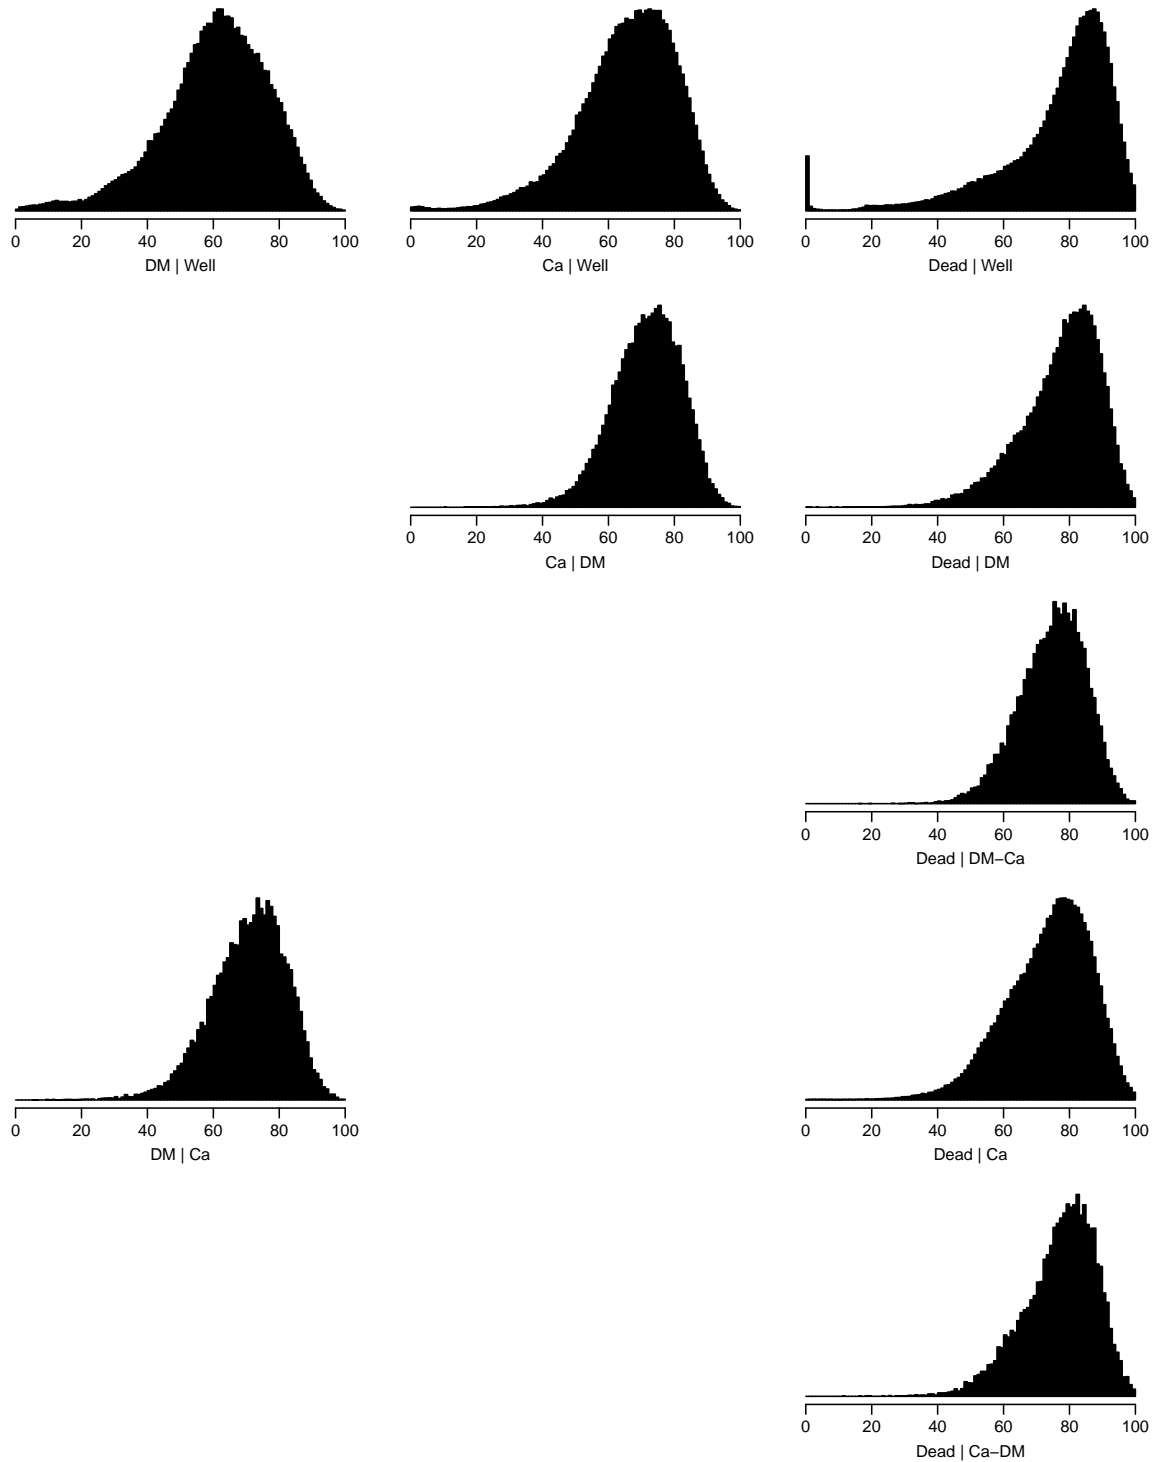 0 20 40 60 80 100 0 20 40 60 80 100 0 20 40 60 80 100
DM | Well Ca | Well Dead | Well
0 20 40 60 80 100 0 20 40 60 80 100
Ca | DM Dead | DM
0 20 40 60 80 100
Dead | DM−Ca
0 20 40 60 80 100 0 20 40 60 80 100
DM | Ca Dead | Ca
0 20 40 60 80 100
Dead | Ca−DM